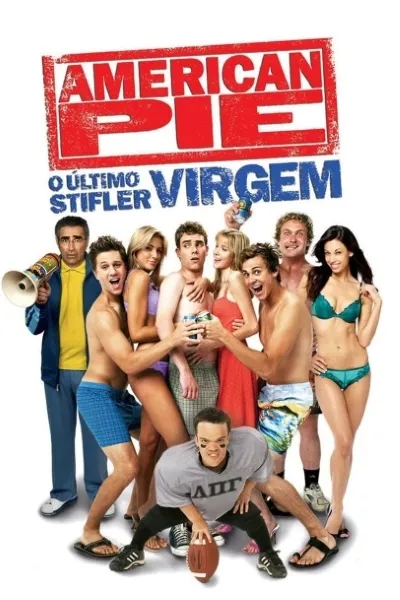 AMERICAN
PIE
O ÚLTIMO
STIFLER VIRGEM
ΔΠΓ